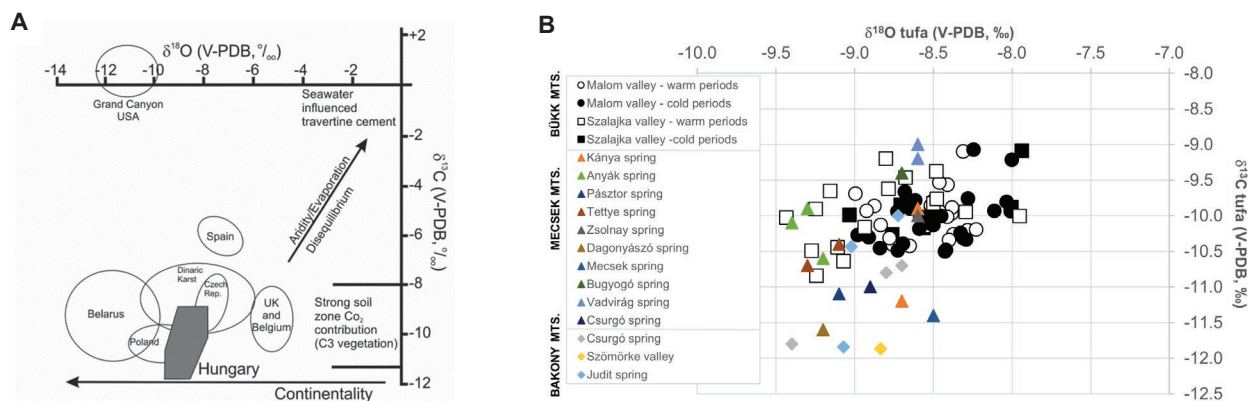 A
δ18O (V-PDB, o/oo)
-14 -12 -10 -8 -6 -4 -2
+2
0
-2
-4
-6
-8
-10
-12
δ13C (V-PDB, o/oo)
Grand Canyon
USA
Seawater
influenced
travertine cement
Aridity/Evaporation
Disequilibrium
Spain
Dinaric
Karst
Czech
Rep.
Belarus
Poland
UK
and
Belgium
Strong soil
zone Co2
contribution
(C3 vegetation)
Hungary
Continentality
B
δ18O tufa (V-PDB, ‰)
-10.0 -9.5 -9.0 -8.5 -8.0 -7.5 -7.0
-8.0
-8.5
-9.0
-9.5
-10.0
-10.5
-11.0
-11.5
-12.0
-12.5
δ13C tufa (V-PDB, ‰)
BÜKK MTS.
Malom valley - warm periods
Malom valley - cold periods
Szalajka valley - warm periods
Szalajka valley -cold periods
MECSEK MTS.
Kánya spring
Anyák spring
Pásztor spring
Tettye spring
Zsolnay spring
Dagonyászó spring
Mecsek spring
Bugyogó spring
Vadvirág spring
Csurgó spring
BAKONY MTS.
Csurgó spring
Szömörke valley
Judit spring